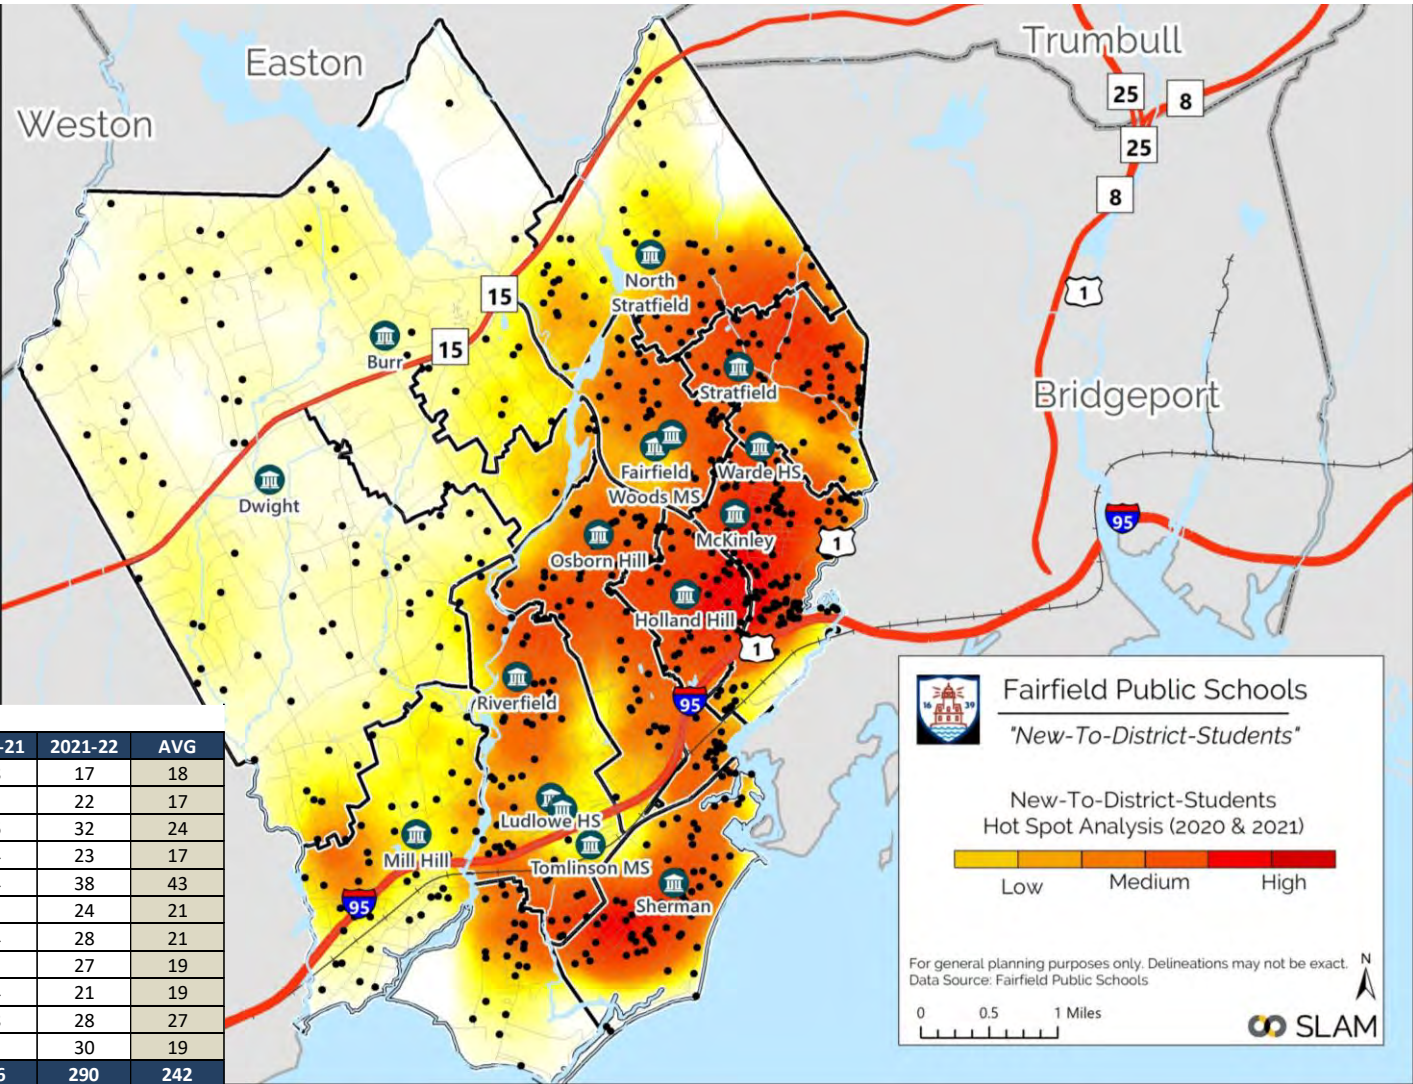 Easton
Trumbull
Weston
25
8
25
8
1
15
15
North
Stratfield
Burr
Stratfield
Bridgeport
Fairfield
Woods MS
Warde HS
Dwight
McKinley
1
95
Osborn Hill
Holland Hill
1
Riverfield
95
Ludlowe HS
Mill Hill
Tomlinson MS
Sherman
95
-21 2021-22 AVG
17 18
22 17
32 24
23 17
38 43
24 21
28 21
27 19
21 19
28 27
30 19
290 242
16 39
Fairfield Public Schools
"New-To-District-Students"
New-To-District-Students
Hot Spot Analysis (2020 & 2021)
Low Medium High
For general planning purposes only. Delineations may not be exact.
Data Source: Fairfield Public Schools
N
0 0.5 1 Miles
SLAM